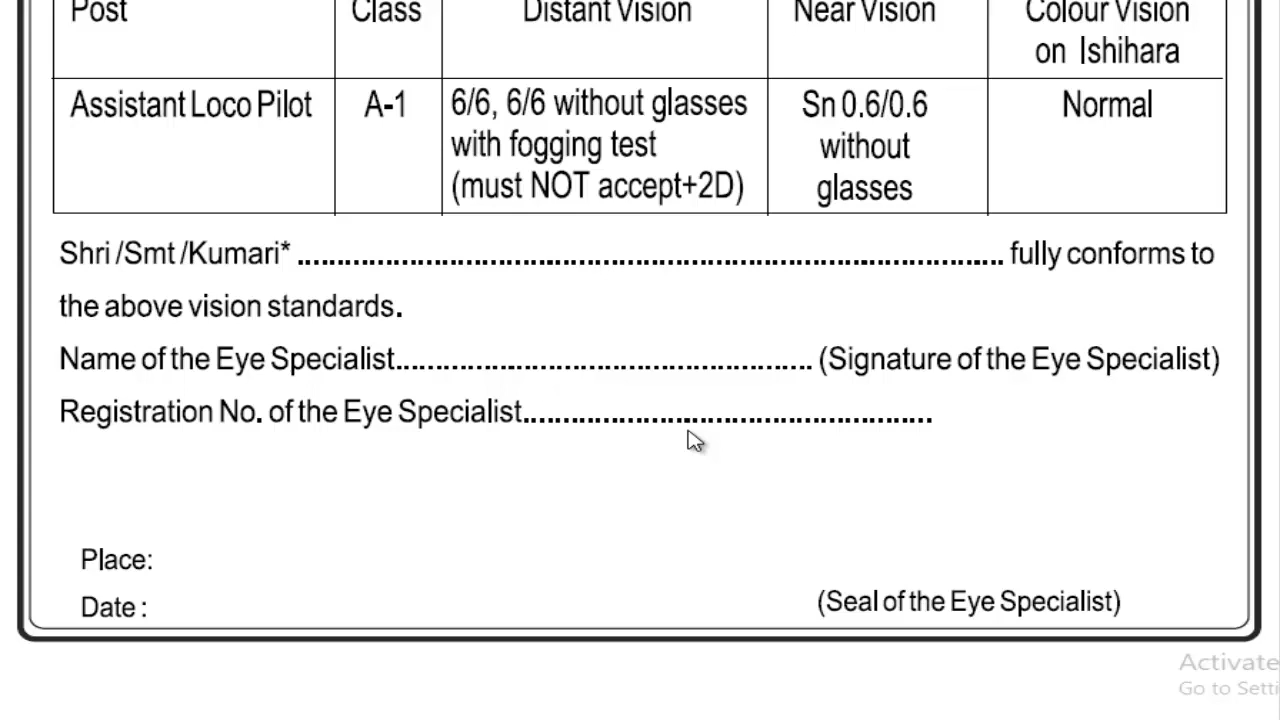 Post Class Distant Vision Near Vision Colour Vision
on Ishihara
Assistant Loco Pilot A-1 6/6, 6/6 without glasses Sn 0.6/0.6 Normal
with fogging test without
(must NOT accept+2D) glasses
Shri /Smt /Kumari* ........................................................................................ fully conforms to
the above vision standards.
Name of the Eye Specialist.................................................... (Signature of the Eye Specialist)
Registration No. of the Eye Specialist...................................................
Place:
Date :
(Seal of the Eye Specialist)
Activate
Go to Setti